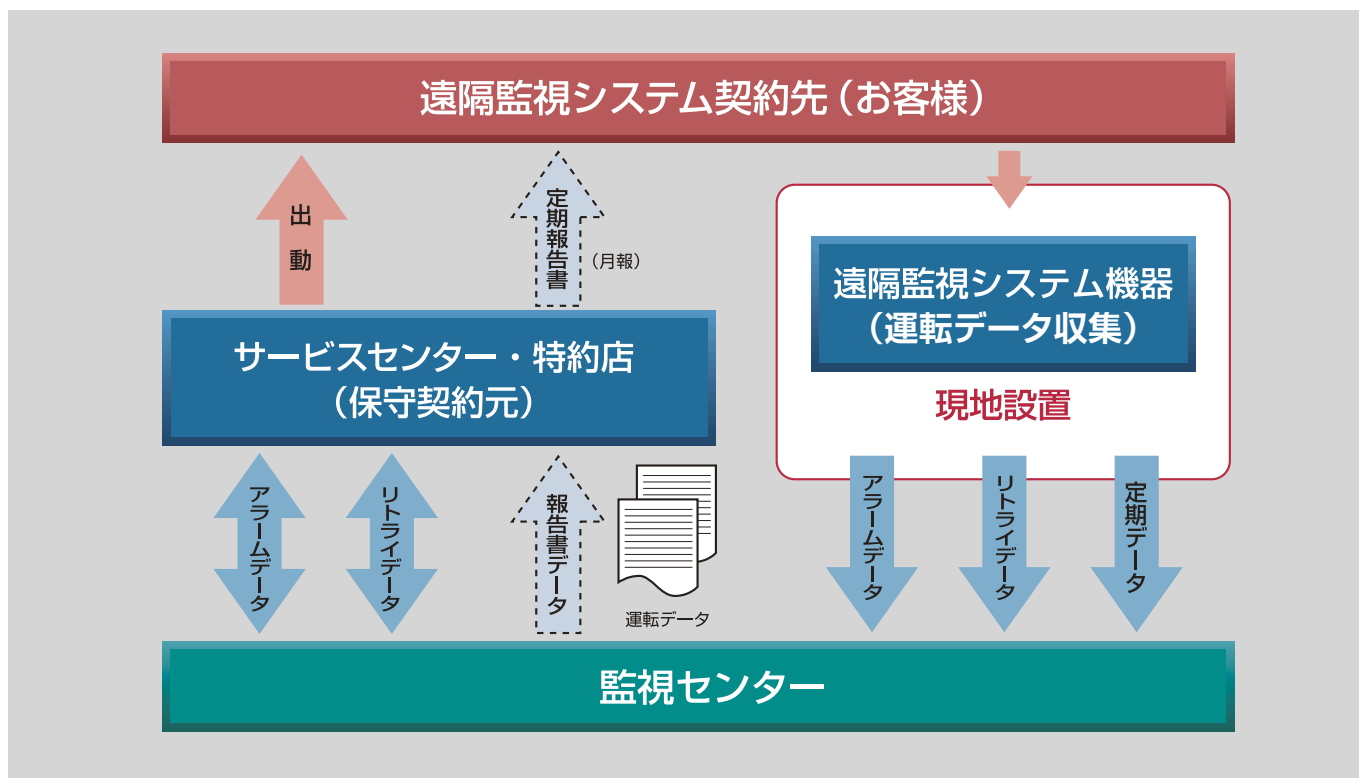 遠隔監視システム契約先（お客様）
出動
定期報告書
（月報）
遠隔監視システム機器
（運転データ収集）
現地設置
サービスセンター・特約店
（保守契約元）
アラームデータ
リトライデータ
報告書データ
運転データ
アラームデータ
リトライデータ
定期データ
監視センター